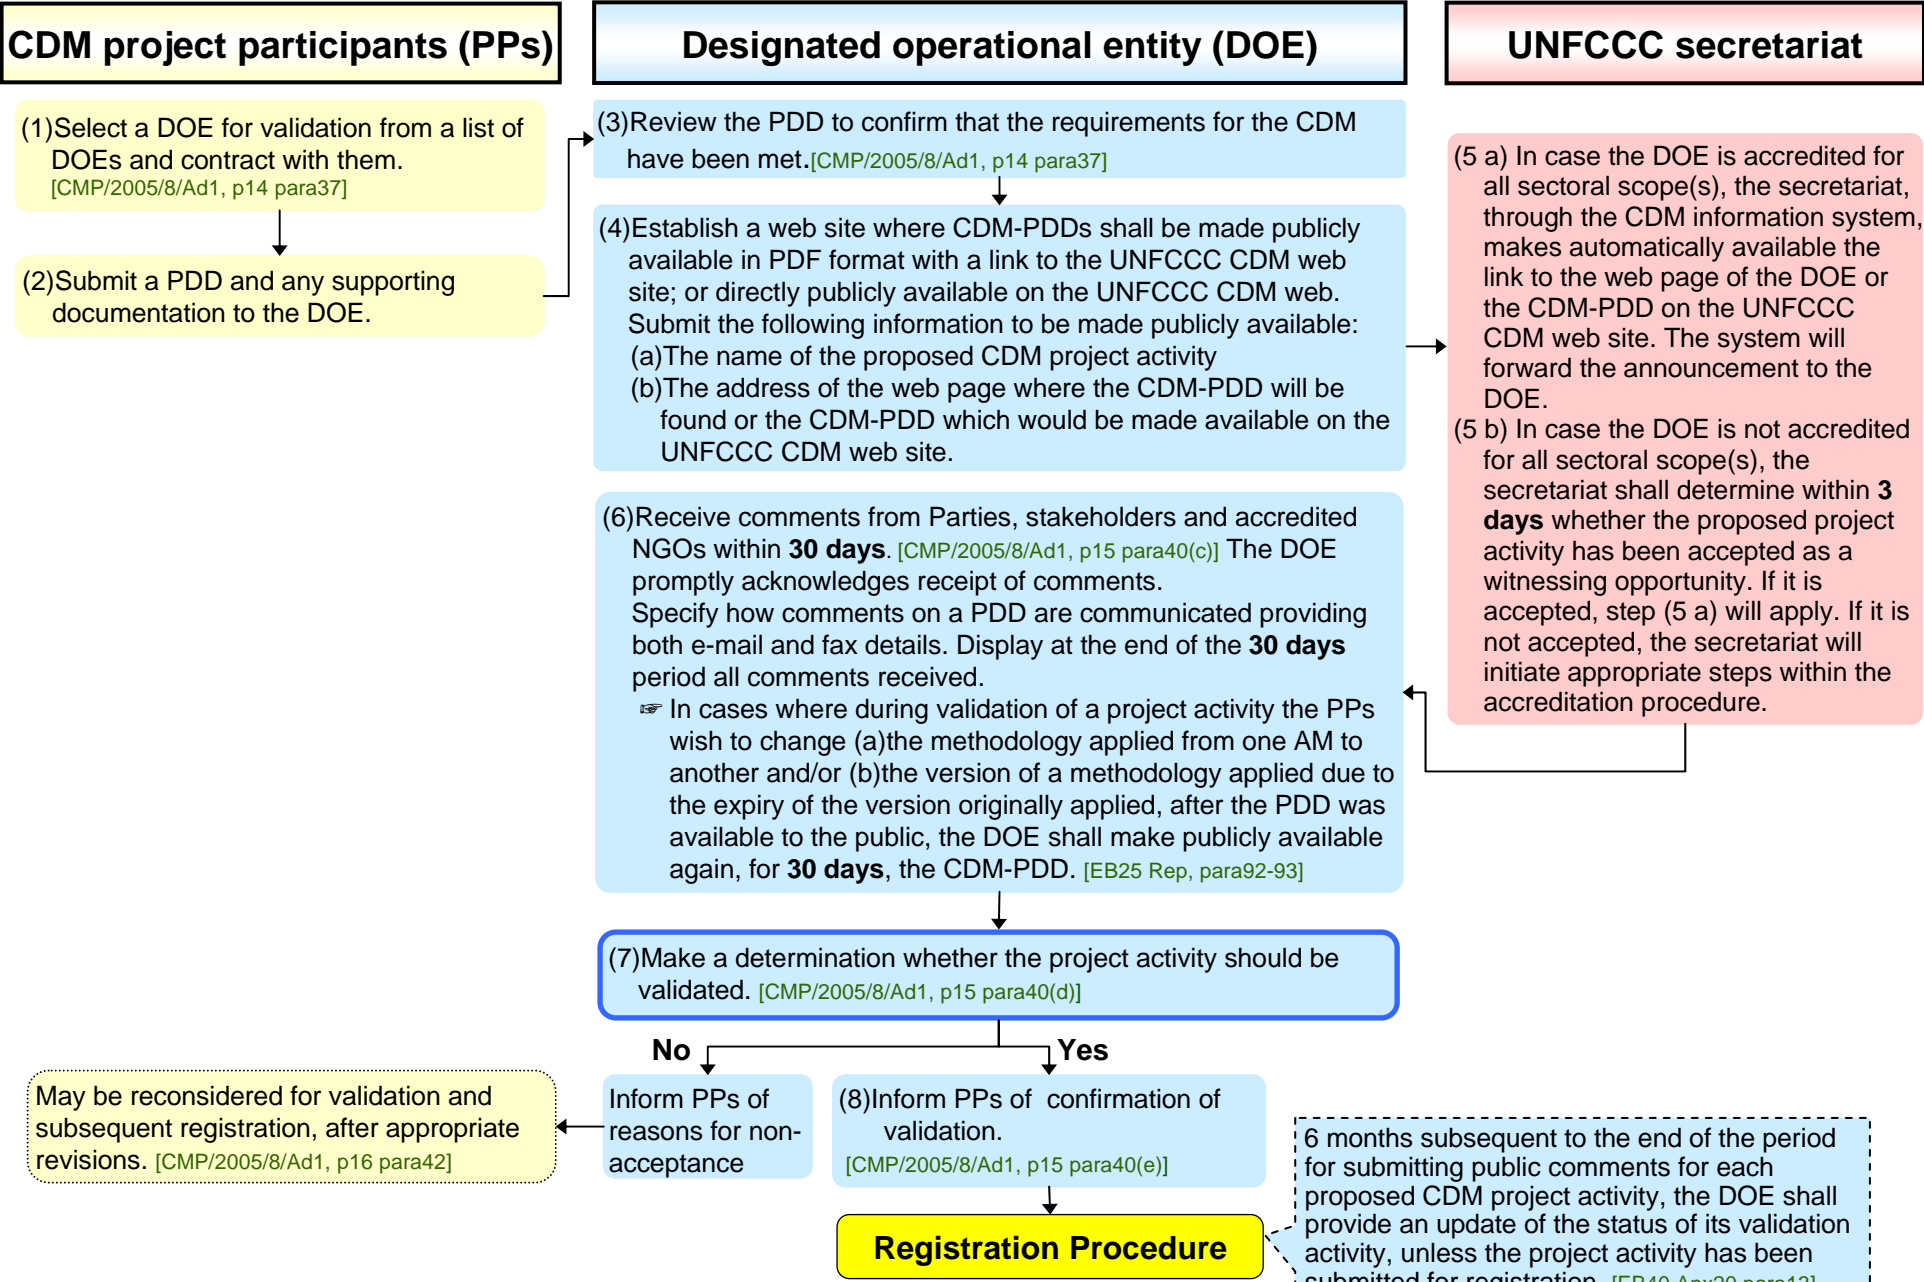 CDM project participants (PPs)
Designated operational entity (DOE)
UNFCCC secretariat
(1)Select a DOE for validation from a list of
DOEs and contract with them.
[CMP/2005/8/Ad1, p14 para37]
(2)Submit a PDD and any supporting
documentation to the DOE.
(3)Review the PDD to confirm that the requirements for the CDM
have been met.[CMP/2005/8/Ad1, p14 para37]
(4)Establish a web site where CDM-PDDs shall be made publicly
available in PDF format with a link to the UNFCCC CDM web
site; or directly publicly available on the UNFCCC CDM web.
Submit the following information to be made publicly available:
(a)The name of the proposed CDM project activity
(b)The address of the web page where the CDM-PDD will be
found or the CDM-PDD which would be made available on the
UNFCCC CDM web site.
(5 a) In case the DOE is accredited for
all sectoral scope(s), the secretariat,
through the CDM information system,
makes automatically available the
link to the web page of the DOE or
the CDM-PDD on the UNFCCC
CDM web site. The system will
forward the announcement to the
DOE.
(5 b) In case the DOE is not accredited
for all sectoral scope(s), the
secretariat shall determine within 3
days whether the proposed project
activity has been accepted as a
witnessing opportunity. If it is
accepted, step (5 a) will apply. If it is
not accepted, the secretariat will
initiate appropriate steps within the
accreditation procedure.
(6)Receive comments from Parties, stakeholders and accredited
NGOs within 30 days. [CMP/2005/8/Ad1, p15 para40(c)] The DOE
promptly acknowledges receipt of comments.
Specify how comments on a PDD are communicated providing
both e-mail and fax details. Display at the end of the 30 days
period all comments received.
☞ In cases where during validation of a project activity the PPs
wish to change (a)the methodology applied from one AM to
another and/or (b)the version of a methodology applied due to
the expiry of the version originally applied, after the PDD was
available to the public, the DOE shall make publicly available
again, for 30 days, the CDM-PDD. [EB25 Rep, para92-93]
(7)Make a determination whether the project activity should be
validated. [CMP/2005/8/Ad1, p15 para40(d)]
No
Yes
May be reconsidered for validation and
subsequent registration, after appropriate
revisions. [CMP/2005/8/Ad1, p16 para42]
Inform PPs of
reasons for non-
acceptance
(8)Inform PPs of confirmation of
validation.
[CMP/2005/8/Ad1, p15 para40(e)]
Registration Procedure
6 months subsequent to the end of the period
for submitting public comments for each
proposed CDM project activity, the DOE shall
provide an update of the status of its validation
activity, unless the project activity has been
submitted for registration. [EB40 Anx20 para13]